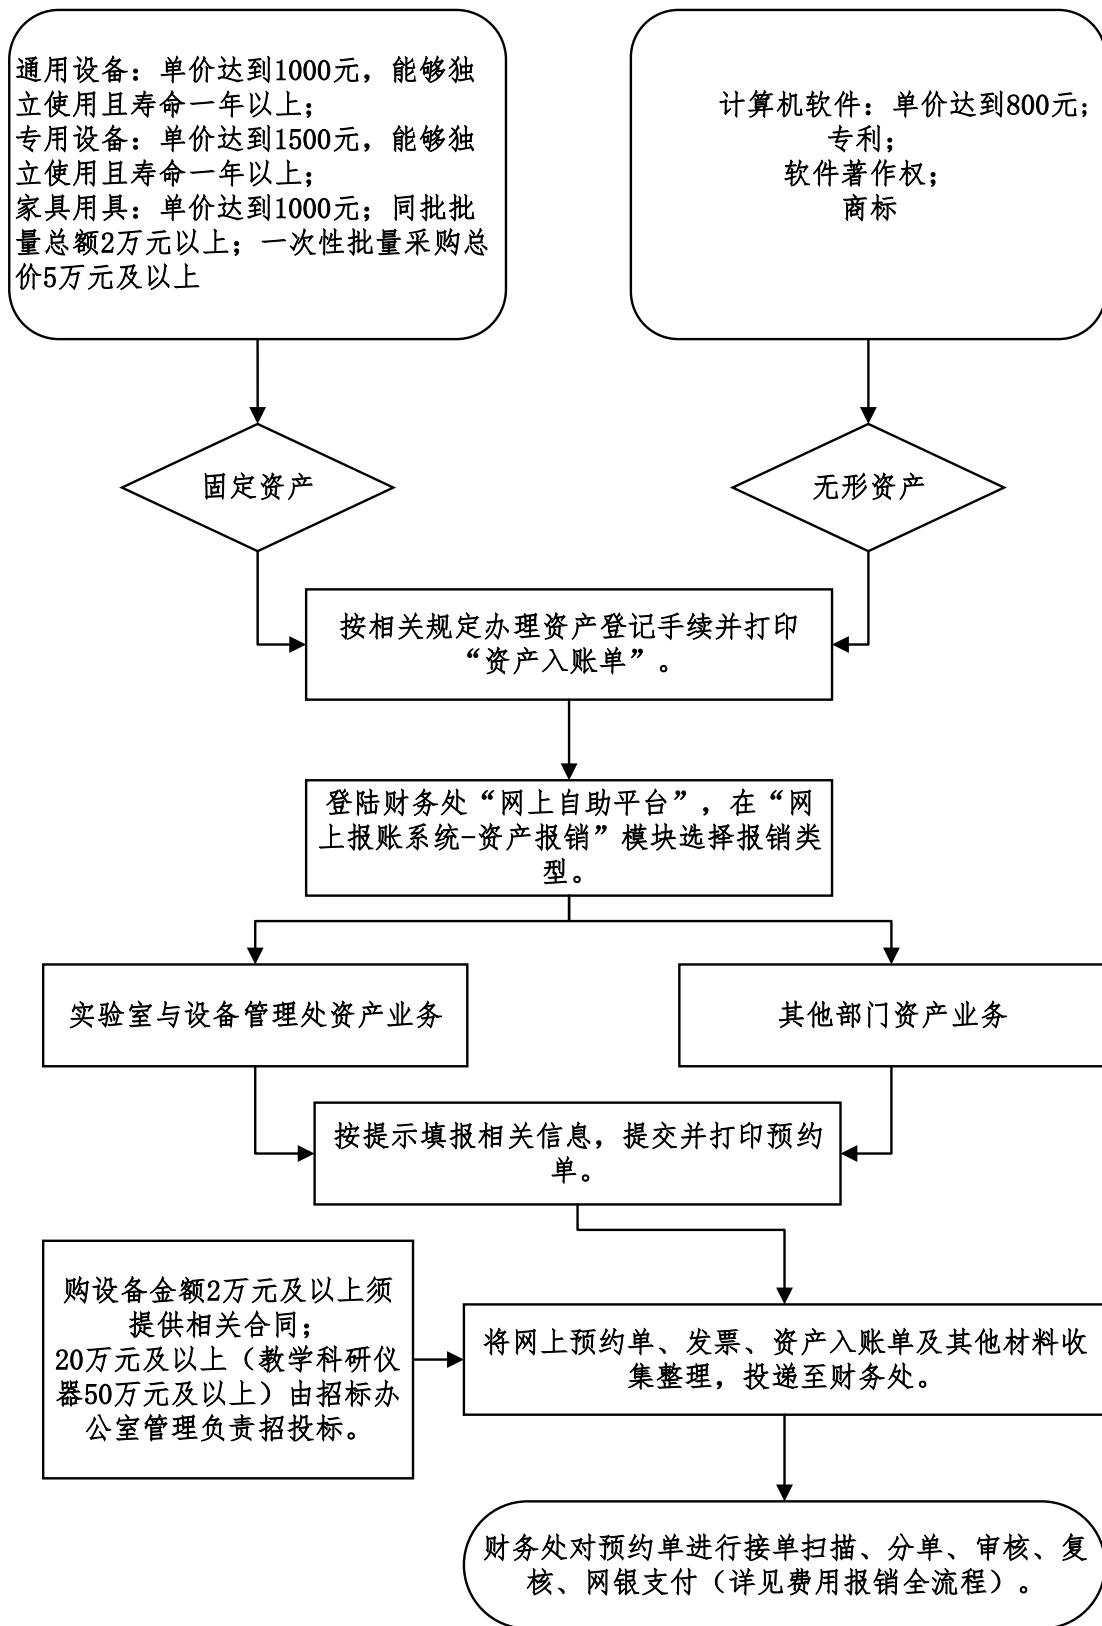 通用设备：单价达到1000元，能够独
立使用且寿命一年以上；
专用设备：单价达到1500元，能够独
立使用且寿命一年以上；
家具用具：单价达到1000元；同批批
量总额2万元以上；一次性批量采购总
价5万元及以上
计算机软件：单价达到800元；
专利；
软件著作权；
商标
固定资产
无形资产
按相关规定办理资产登记手续并打印
“资产入账单”。
登陆财务处“网上自助平台”，在“网
上报账系统-资产报销”模块选择报销类
型。
实验室与设备管理处资产业务
其他部门资产业务
按提示填报相关信息，提交并打印预约
单。
购设备金额2万元及以上须
提供相关合同；
20万元及以上（教学科研仪
器50万元及以上）由招标办
公室管理负责招投标。
将网上预约单、发票、资产入账单及其他材料收
集整理，投递至财务处。
财务处对预约单进行接单扫描、分单、审核、复
核、网银支付（详见费用报销全流程）。